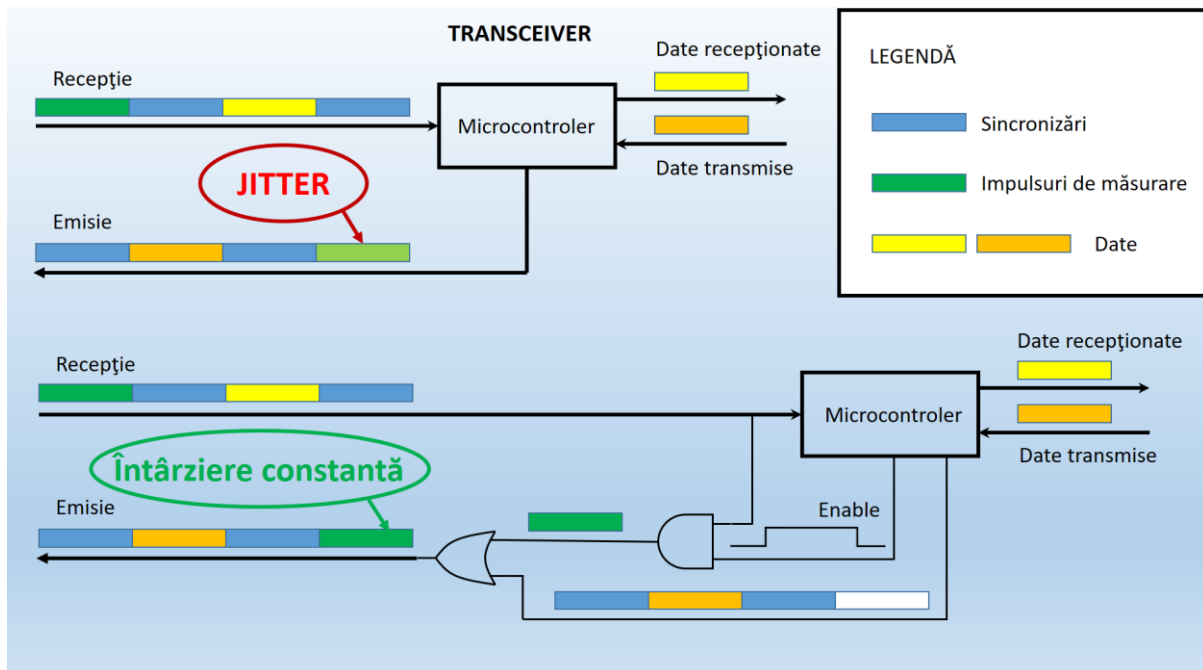 TRANSCEIVER
Recepţie
Microcontroler
Date recepţionate
Date transmise
JITTER
Emisie
LEGENDĂ
Sincronizări
Impulsuri de măsurare
Date
Recepţie
Microcontroler
Date recepţionate
Date transmise
Întârziere constantă
Emisie
Enable